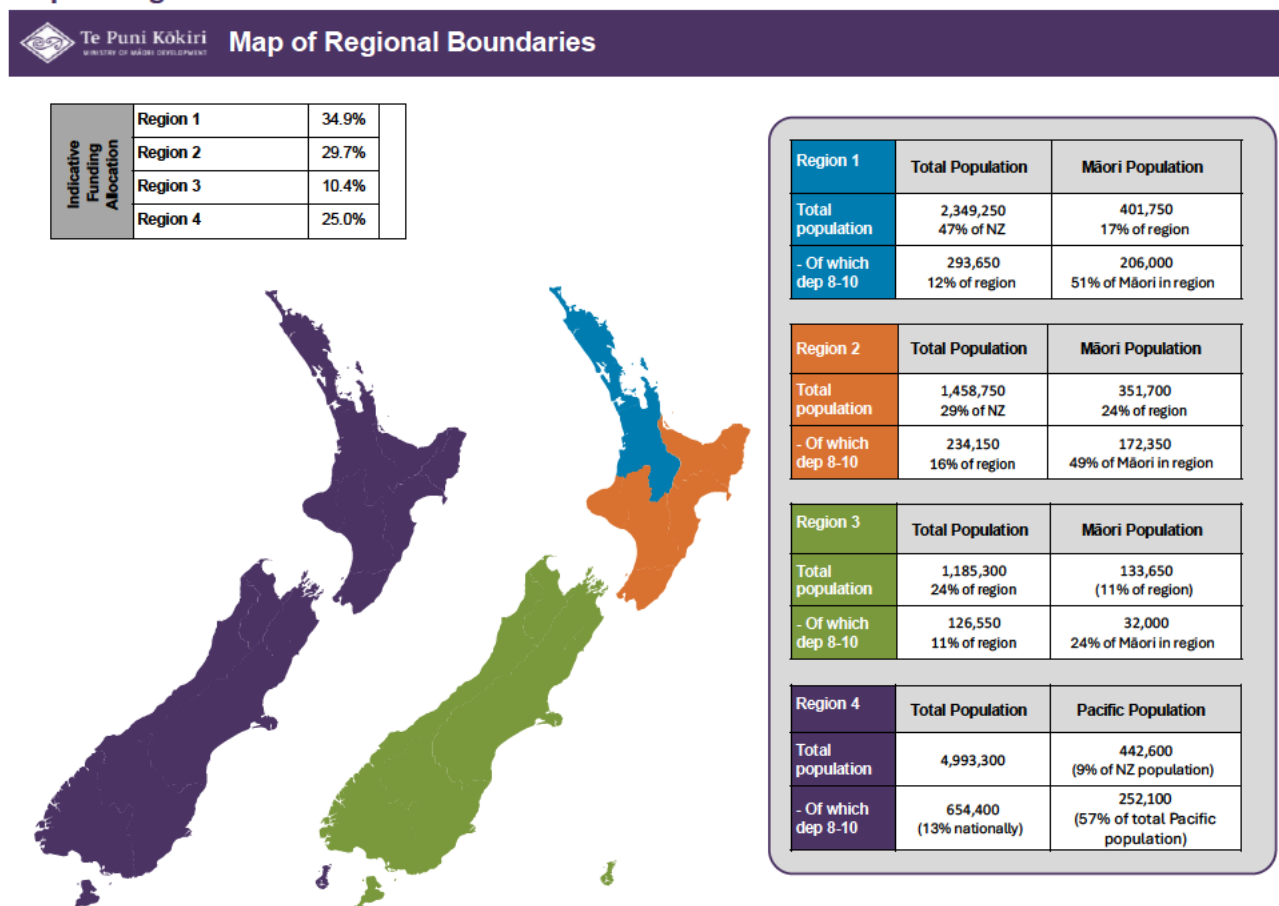 Te Puni Kōkiri
MINISTRY OF MĀORI DEVELOPMENT
Map of Regional Boundaries
Indicative
Funding
Allocation
Region 1 34.9%
Region 2 29.7%
Region 3 10.4%
Region 4 25.0%
Region 1 Total Population Māori Population
Total
population
2,349,250
47% of NZ
401,750
17% of region
- Of which
dep 8-10
293,650
12% of region
206,000
51% of Māori in region
Region 2 Total Population Māori Population
Total
population
1,458,750
29% of NZ
351,700
24% of region
- Of which
dep 8-10
234,150
16% of region
172,350
49% of Māori in region
Region 3 Total Population Māori Population
Total
population
1,185,300
24% of region
133,650
(11% of region)
- Of which
dep 8-10
126,550
11% of region
32,000
24% of Māori in region
Region 4 Total Population Pacific Population
Total
population
4,993,300
442,600
(9% of NZ population)
- Of which
dep 8-10
654,400
(13% nationally)
252,100
(57% of total Pacific
population)